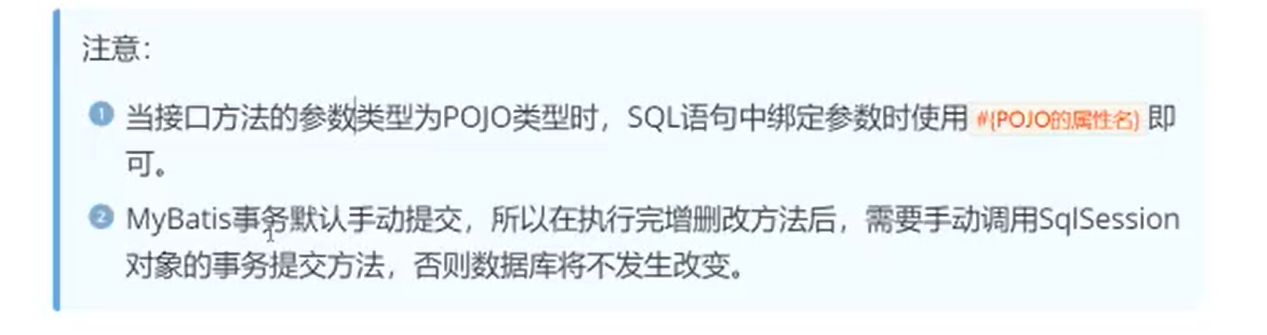 注意：
1 当接口方法的参数类型为POJO类型时，SQL语句中绑定参数时使用 #{POJO的属性名} 即
可。
2 MyBatis事务默认手动提交，所以在执行完增删改方法后，需要手动调用SqlSession
对象的事务提交方法，否则数据库将不发生改变。